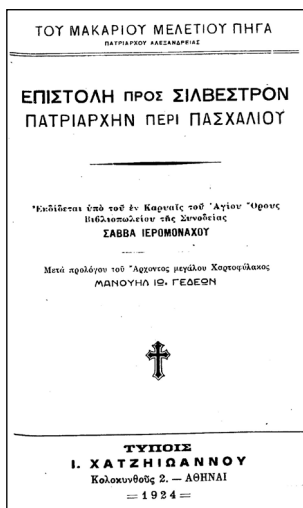 ΤΟΥ ΜΑΚΑΡΙΟΥ ΜΕΛΕΤΙΟΥ ΠΗΓΑ
ΠΑΤΡΙΑΡΧΟΥ ΑΛΕΞΑΝΔΡΕΙΑΣ
ΕΠΙΣΤΟΛΗ ΠΡΟΣ ΣΙΛΒΕΣΤΡΟΝ
ΠΑΤΡΙΑΡΧΗΝ ΠΕΡΙ ΠΑΣΧΑΛΙΟΥ
Ἐκδίδεται ὑπὸ τοῦ ἐν Καρυαῖς τοῦ Ἁγίου Ὄρους
Βιβλιοπωλείου τῆς Συνοδείας
ΣΑΒΒΑ ΙΕΡΟΜΟΝΑΧΟΥ
Μετὰ προλόγου τοῦ Ἄρχοντος μεγάλου Χαρτοφύλακος
ΜΑΝΟΥΗΛ ΙΩ. ΓΕΔΕΩΝ
ΤΥΠΟΙΣ
Ι. ΧΑΤΖΗΙΩΑΝΝΟΥ
Κολοκυνθοῦς 2. — ΑΘΗΝΑΙ
=1924=